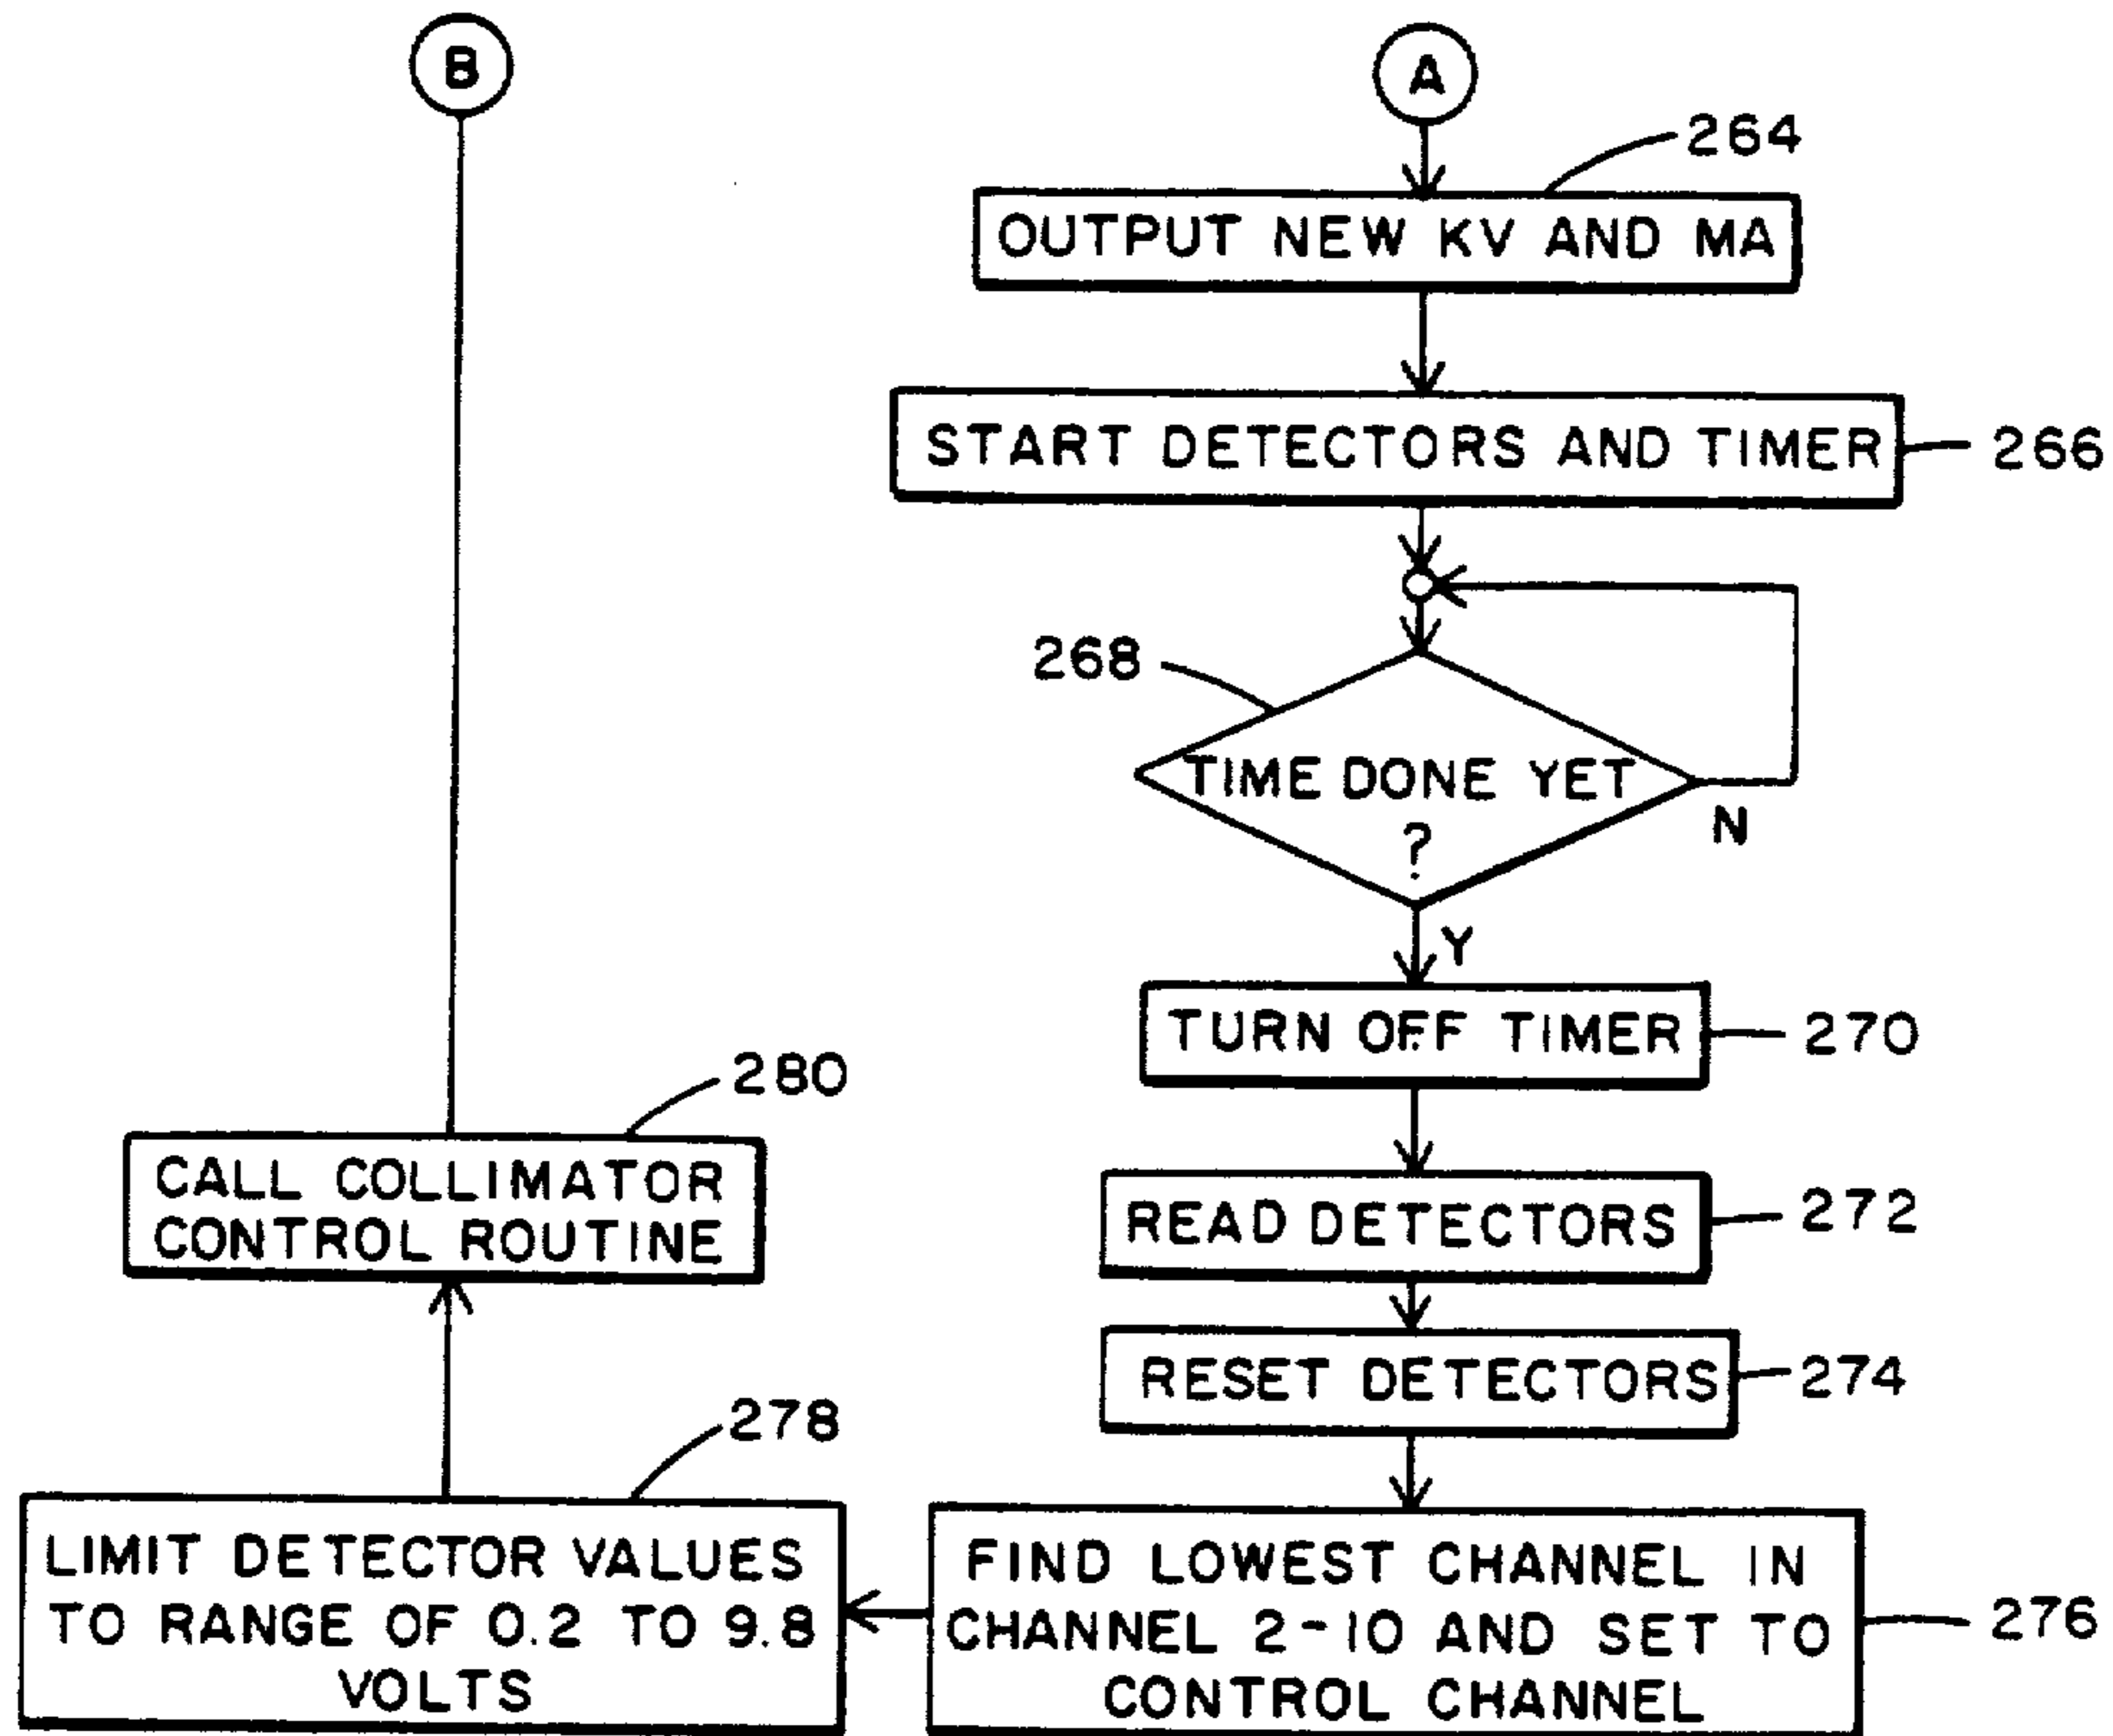 B
A
264
OUTPUT NEW KV AND MA
START DETECTORS AND TIMER
266
268
TIME DONE YET
?
N
Y
TURN OFF TIMER
270
280
CALL COLLIMATOR
CONTROL ROUTINE
READ DETECTORS
272
RESET DETECTORS
274
278
LIMIT DETECTOR VALUES
TO RANGE OF 0.2 TO 9.8
VOLTS
FIND LOWEST CHANNEL IN
CHANNEL 2-10 AND SET TO
CONTROL CHANNEL
276